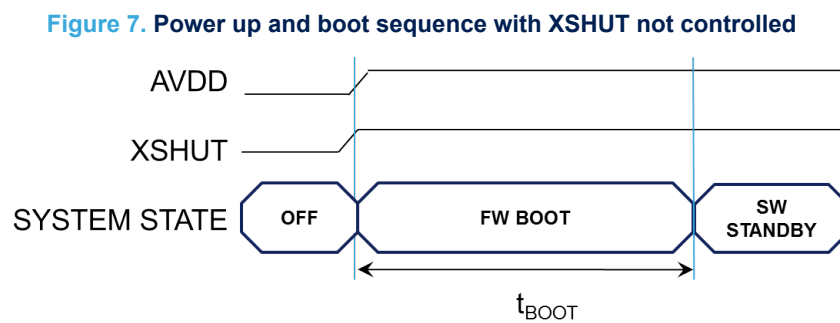 Figure 7. Power up and boot sequence with XSHUT not controlled
AVDD
XSHUT
SYSTEM STATE
OFF
FW BOOT
SW
STANDBY
tBOOT